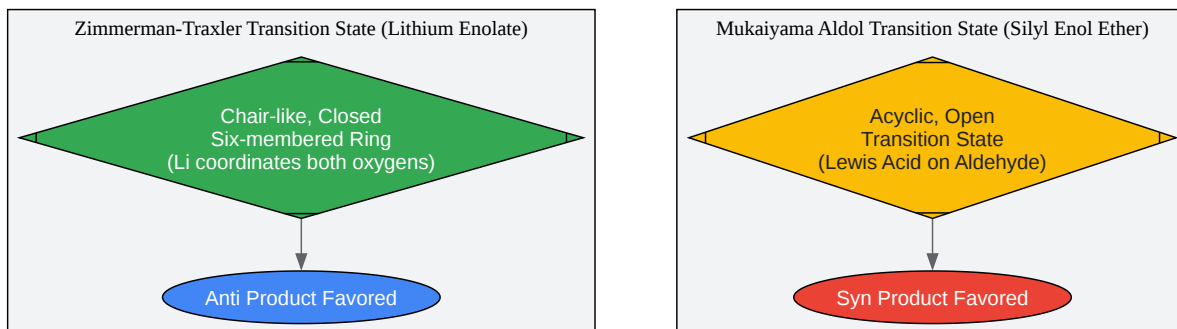 Zimmerman-Traxler Transition State (Lithium Enolate)
Chair-like, Closed
Six-membered Ring
(Li coordinates both oxygens)
Anti Product Favored
Mukaiyama Aldol Transition State (Silyl Enol Ether)
Acyclic, Open
Transition State
(Lewis Acid on Aldehyde)
Syn Product Favored